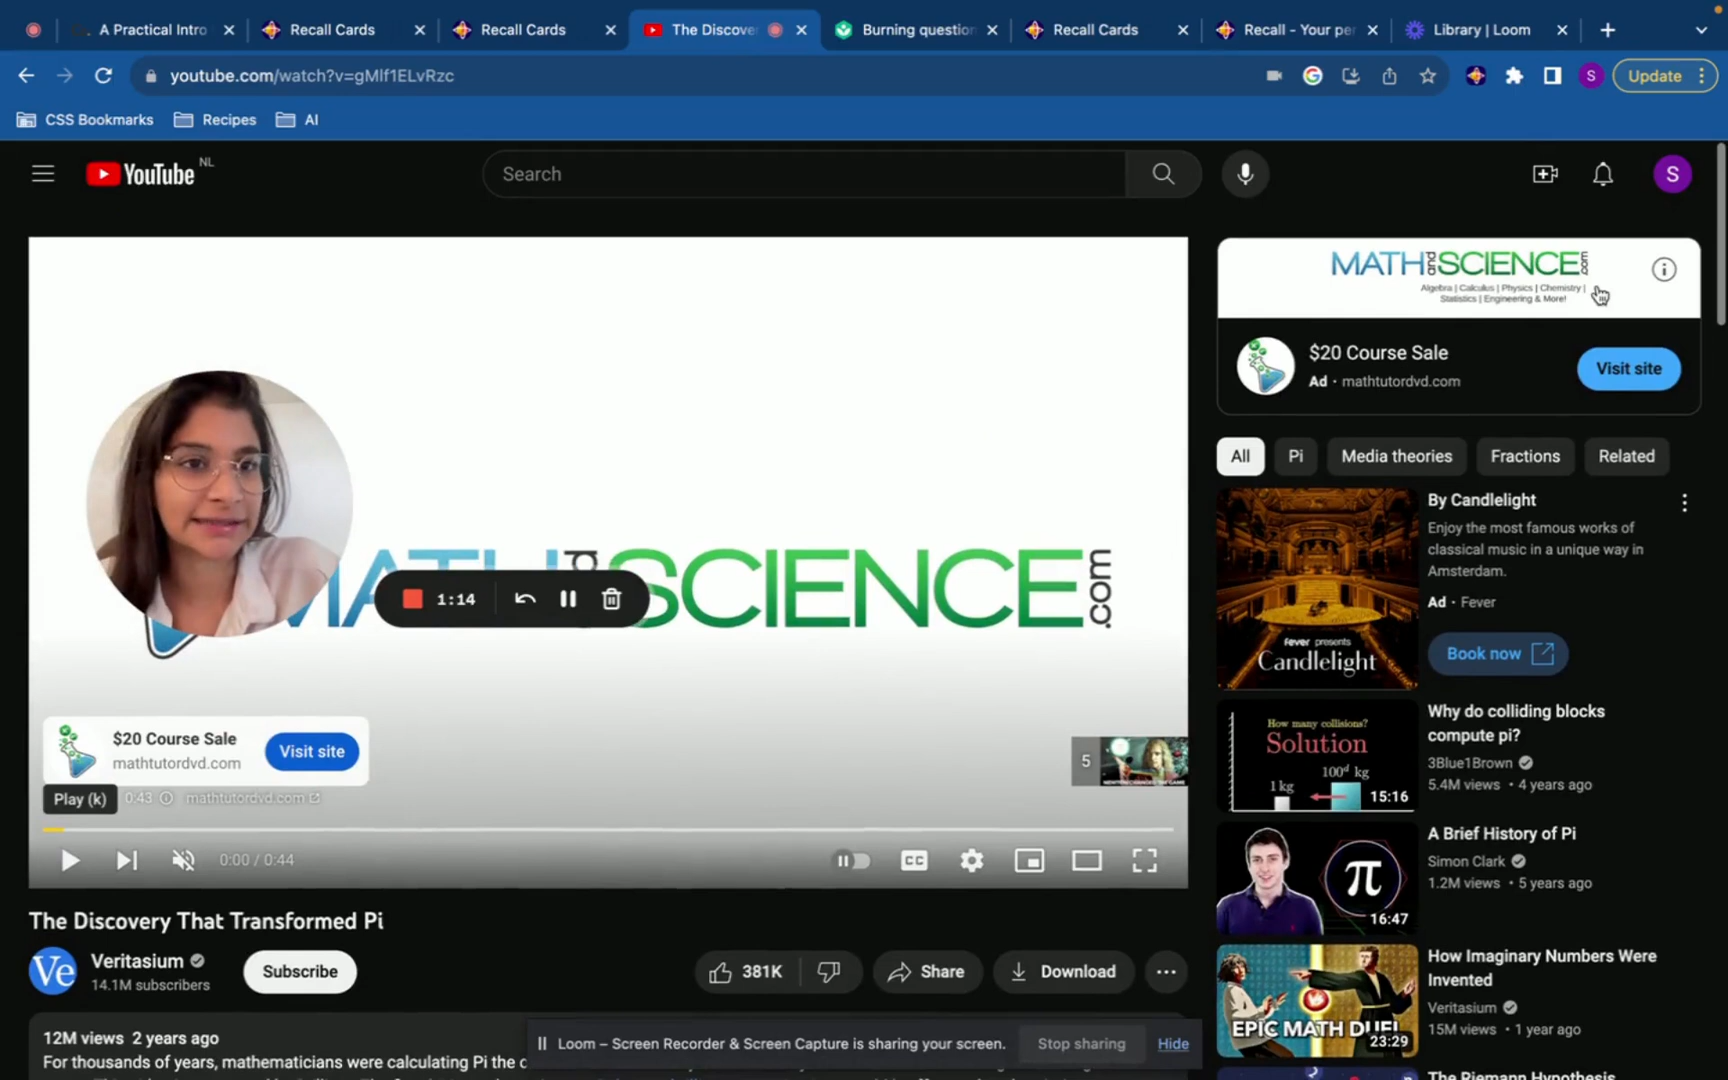 A Practical Intro
Recall Cards
Recall Cards
The Discover
Burning question
Recall Cards
Recall - Your per
Library | Loom
youtube.com/watch?v=gMlf1ELvRzc
S
Update
CSS Bookmarks
Recipes
AI
YouTube
NL
Search
S
MATHandSCIENCE.com
Algebra | Calculus | Physics | Chemistry |
Statistics | Engineering & More!
$20 Course Sale
Ad · mathtutordvd.com
Visit site
All
Pi
Media theories
Fractions
Related
SCIENCE.com
1:14
$20 Course Sale
mathtutordvd.com
Visit site
5
Play (k)
0:43
mathtutordvd.com
0:00 / 0:44
CC
By Candlelight
Enjoy the most famous works of
classical music in a unique way in
Amsterdam.
Ad · Fever
Book now
fever presents
Candlelight
How many collisions?
Solution
1 kg
100ᵈ kg
15:16
Why do colliding blocks
compute pi?
3Blue1Brown
5.4M views · 4 years ago
π
16:47
A Brief History of Pi
Simon Clark
1.2M views · 5 years ago
EPIC MATH DUEL
23:29
How Imaginary Numbers Were
Invented
Veritasium
15M views · 1 year ago
The Riemann Hypothesis
The Discovery That Transformed Pi
Ve
Veritasium
14.1M subscribers
Subscribe
381K
Share
Download
12M views 2 years ago
For thousands of years, mathematicians were calculating Pi the
Loom – Screen Recorder & Screen Capture is sharing your screen.
Stop sharing
Hide